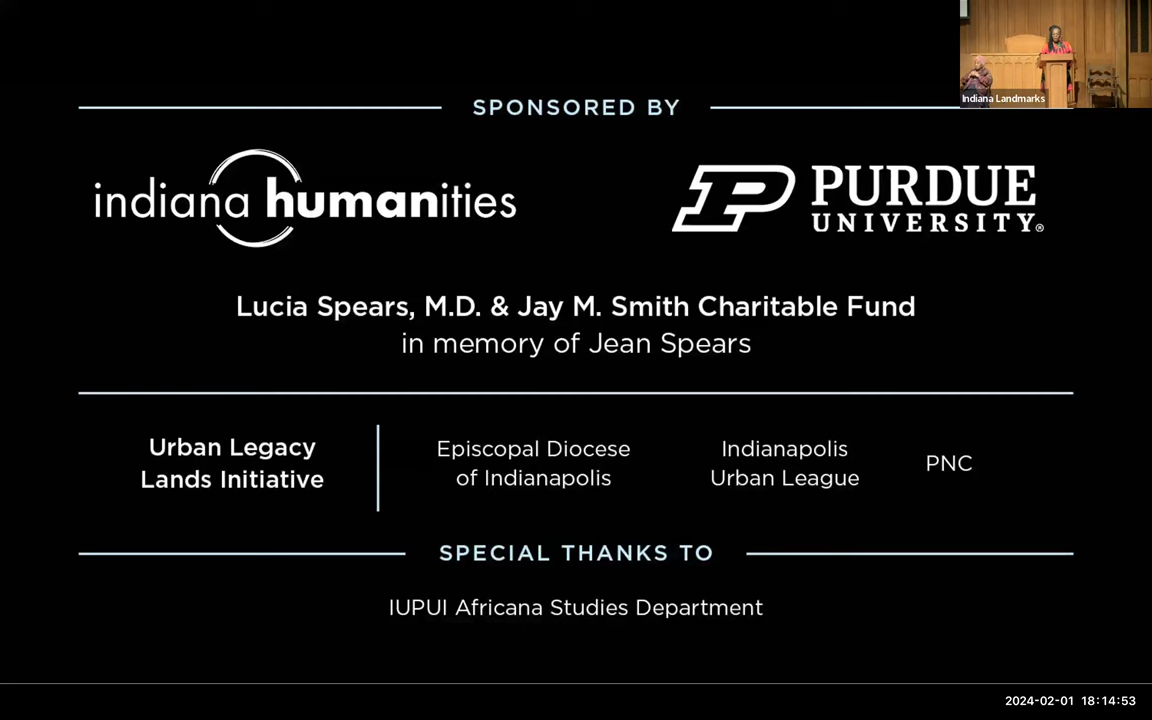 Indiana Landmarks
SPONSORED BY
indiana humanities
PURDUE
UNIVERSITY®
Lucia Spears, M.D. & Jay M. Smith Charitable Fund
in memory of Jean Spears
Urban Legacy
Lands Initiative
Episcopal Diocese
of Indianapolis
Indianapolis
Urban League
PNC
SPECIAL THANKS TO
IUPUI Africana Studies Department
2024-02-01 18:14:53